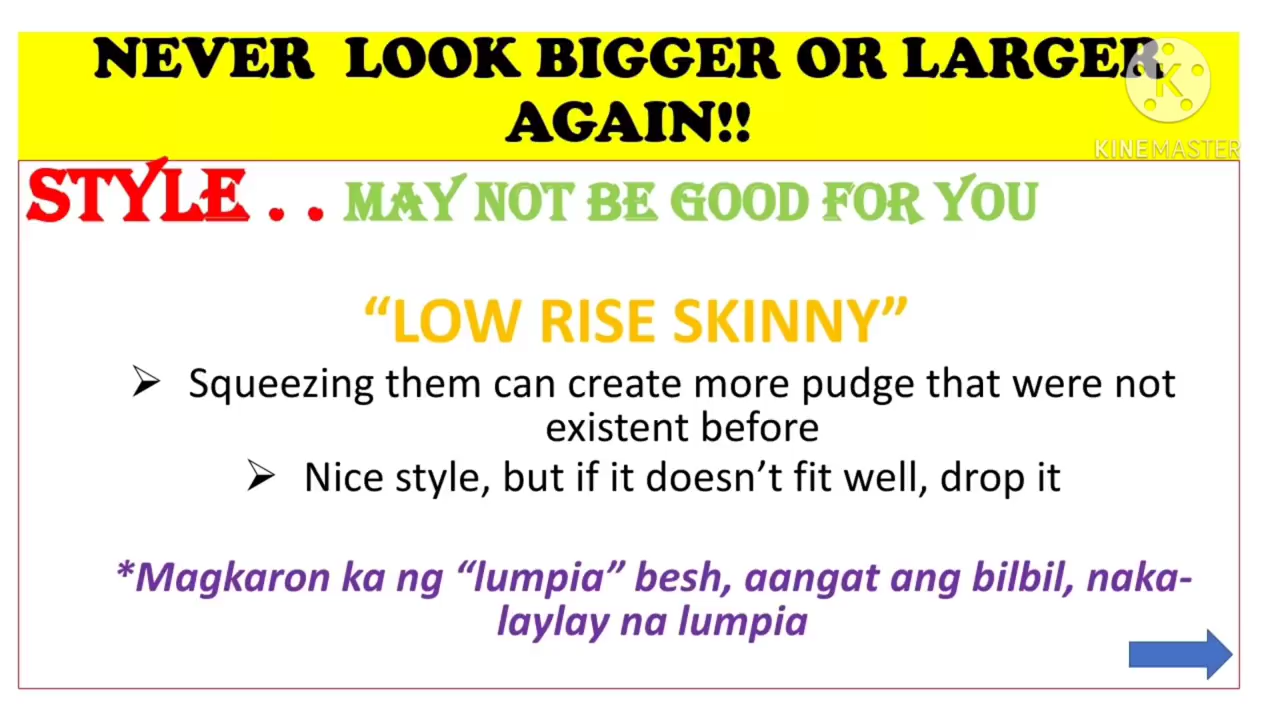 NEVER LOOK BIGGER OR LARGER
AGAIN!!
K
KINEMASTER
STYLE . . MAY NOT BE GOOD FOR YOU
“LOW RISE SKINNY”
➢ Squeezing them can create more pudge that were not
existent before
➢ Nice style, but if it doesn’t fit well, drop it
*Magkaron ka ng “lumpia” besh, aangat ang bilbil, naka-
laylay na lumpia